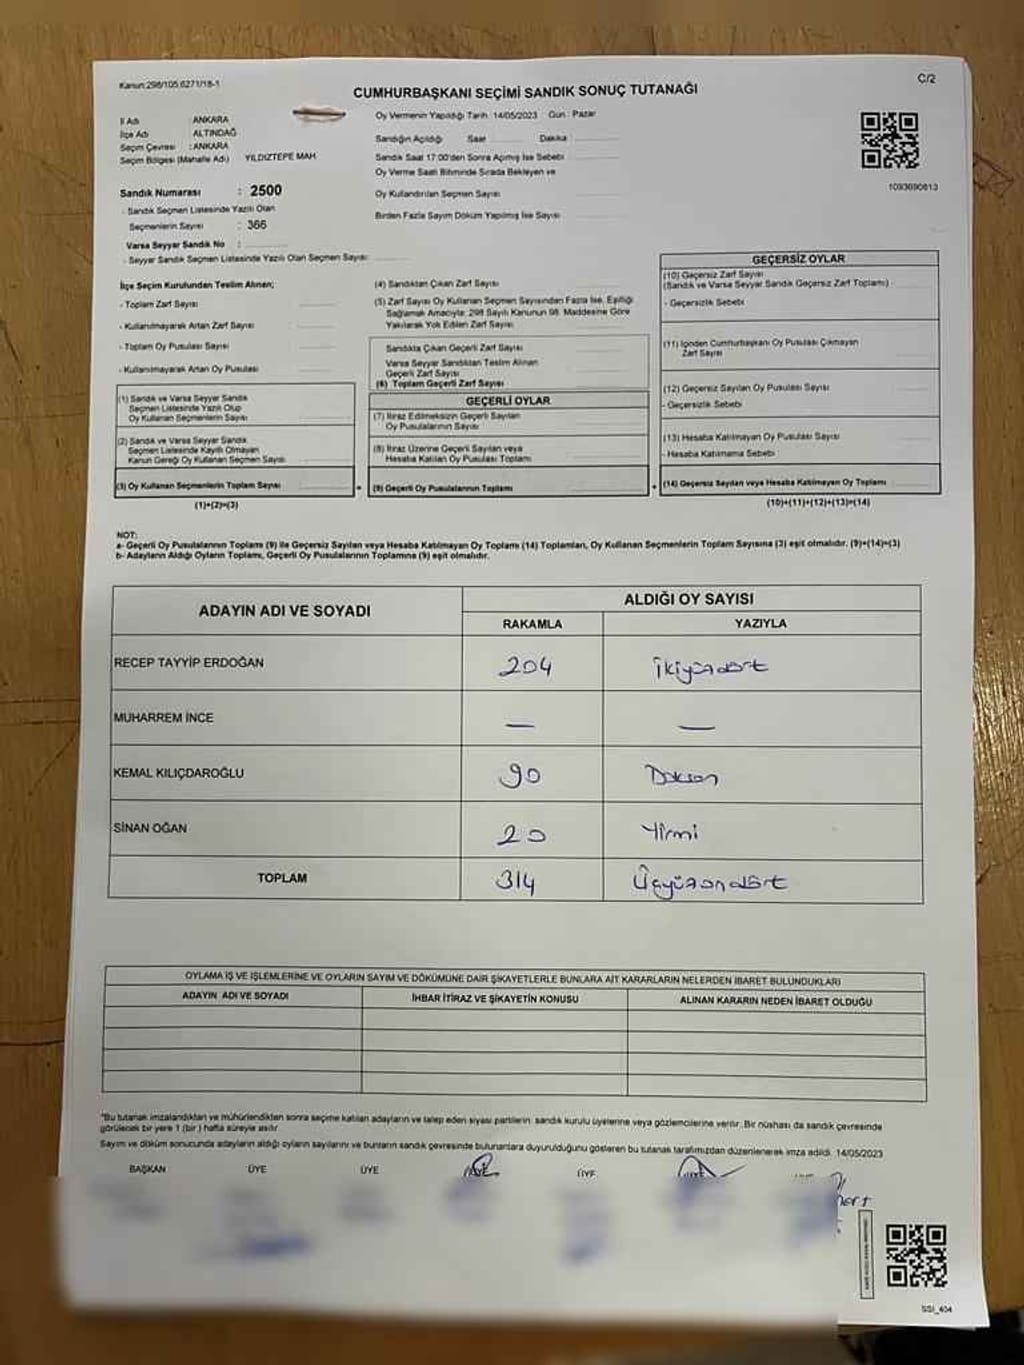 Kanun:298/105,6271/18-1
C/2
CUMHURBAŞKANI SEÇİMİ SANDIK SONUÇ TUTANAĞI
İl Adı : ANKARA
İlçe Adı : ALTINDAĞ
Seçim Çevresi : ANKARA
Seçim Bölgesi (Mahalle Adı) YILDIZTEPE MAH.
Sandık Numarası : 2500
- Sandık Seçmen Listesinde Yazılı Olan
Seçmenlerin Sayısı : 366
Varsa Seyyar Sandık No :
- Seyyar Sandık Seçmen Listesinde Yazılı Olan Seçmen Sayısı:
Oy Vermenin Yapıldığı Tarih: 14/05/2023 Gün : Pazar
Sandığın Açıldığı Saat Dakika
Sandık Saat 17:00'den Sonra Açılmış İse Sebebi
Oy Verme Saati Bitiminde Sırada Bekleyen ve
Oy Kullandırılan Seçmen Sayısı
Birden Fazla Sayım Döküm Yapılmış İse Sayısı
1093690813
İlçe Seçim Kurulundan Teslim Alınan;
- Toplam Zarf Sayısı
- Kullanılmayarak Artan Zarf Sayısı
- Toplam Oy Pusulası Sayısı
- Kullanılmayarak Artan Oy Pusulası
(1) Sandık ve Varsa Seyyar Sandık
Seçmen Listesinde Yazılı Olup
Oy Kullanan Seçmenlerin Sayısı
(2) Sandık ve Varsa Seyyar Sandık
Seçmen Listesinde Kayıtlı Olmayan
Kanun Gereği Oy Kullanan Seçmen Sayısı
(3) Oy Kullanan Seçmenlerin Toplam Sayısı
(1)+(2)=(3)
(4) Sandıktan Çıkan Zarf Sayısı
(5) Zarf Sayısı Oy Kullanan Seçmen Sayısından Fazla İse, Eşitliği
Sağlamak Amacıyla; 298 Sayılı Kanunun 98. Maddesine Göre
Yakılarak Yok Edilen Zarf Sayısı
Sandıkta Çıkan Geçerli Zarf Sayısı
Varsa Seyyar Sandıktan Teslim Alınan
Geçerli Zarf Sayısı
(6) Toplam Geçerli Zarf Sayısı
GEÇERLİ OYLAR
(7) İtiraz Edilmeksizin Geçerli Sayılan
Oy Pusulalarının Sayısı
(8) İtiraz Üzerine Geçerli Sayılan veya
Hesaba Katılan Oy Pusulası Toplamı
(9) Geçerli Oy Pusulalarının Toplamı
GEÇERSİZ OYLAR
(10) Geçersiz Zarf Sayısı
(Sandık ve Varsa Seyyar Sandık Geçersiz Zarf Toplamı)
- Geçersizlik Sebebi
(11) İçinden Cumhurbaşkanı Oy Pusulası Çıkmayan
Zarf Sayısı
(12) Geçersiz Sayılan Oy Pusulası Sayısı
- Geçersizlik Sebebi
(13) Hesaba Katılmayan Oy Pusulası Sayısı
- Hesaba Katılmama Sebebi
(14) Geçersiz Sayılan veya Hesaba Katılmayan Oy Toplamı
(10)+(11)+(12)+(13)=(14)
NOT:
a- Geçerli Oy Pusulalarının Toplamı (9) ile Geçersiz Sayılan veya Hesaba Katılmayan Oy Toplamı (14) Toplamları, Oy Kullanan Seçmenlerin Toplam Sayısına (3) eşit olmalıdır. (9)+(14)=(3)
b- Adayların Aldığı Oyların Toplamı, Geçerli Oy Pusulalarının Toplamına (9) eşit olmalıdır.
ADAYIN ADI VE SOYADI
ALDIĞI OY SAYISI
RAKAMLA YAZIYLA
RECEP TAYYİP ERDOĞAN 204 İkiyüzdört
MUHARREM İNCE — —
KEMAL KILIÇDAROĞLU 90 Doksan
SİNAN OĞAN 20 Yirmi
TOPLAM 314 Üçyüzondört
OYLAMA İŞ VE İŞLEMLERİNE VE OYLARIN SAYIM VE DÖKÜMÜNE DAİR ŞİKAYETLERLE BUNLARA AİT KARARLARIN NELERDEN İBARET BULUNDUKLARI
ADAYIN ADI VE SOYADI İHBAR İTİRAZ VE ŞİKAYETİN KONUSU ALINAN KARARIN NEDEN İBARET OLDUĞU
*Bu tutanak imzalandıktan ve mühürlendikten sonra seçime katılan adayların ve talep eden siyasi partilerin, sandık kurulu üyelerine veya gözlemcilerine verilir. Bir nüshası da sandık çevresinde
görülecek bir yere 1 (bir) hafta süreyle asılır.
Sayım ve döküm sonucunda adayların aldığı oyların sayılarını ve bunların sandık çevresinde bulunanlara duyurulduğunu gösteren bu tutanak tarafımızdan düzenlenerek imza edildi. 14/05/2023
BAŞKAN ÜYE ÜYE ÜYE ÜYE ÜYE
SSI_404